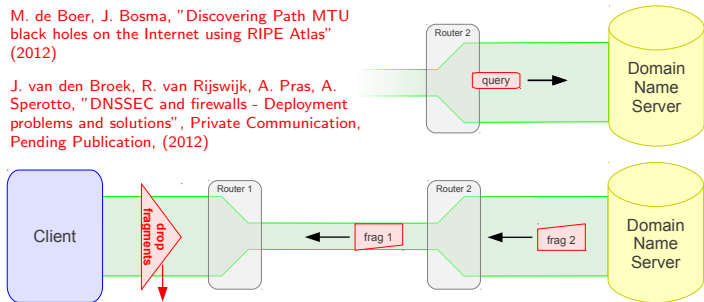 M. de Boer, J. Bosma, "Discovering Path MTU
black holes on the Internet using RIPE Atlas"
(2012)
J. van den Broek, R. van Rijswijk, A. Pras, A.
Sperotto, "DNSSEC and firewalls - Deployment
problems and solutions", Private Communication,
Pending Publication, (2012)
Router 2
query
Domain
Name
Server
Client
drop
fragments
Router 1
frag 1
Router 2
frag 2
Domain
Name
Server